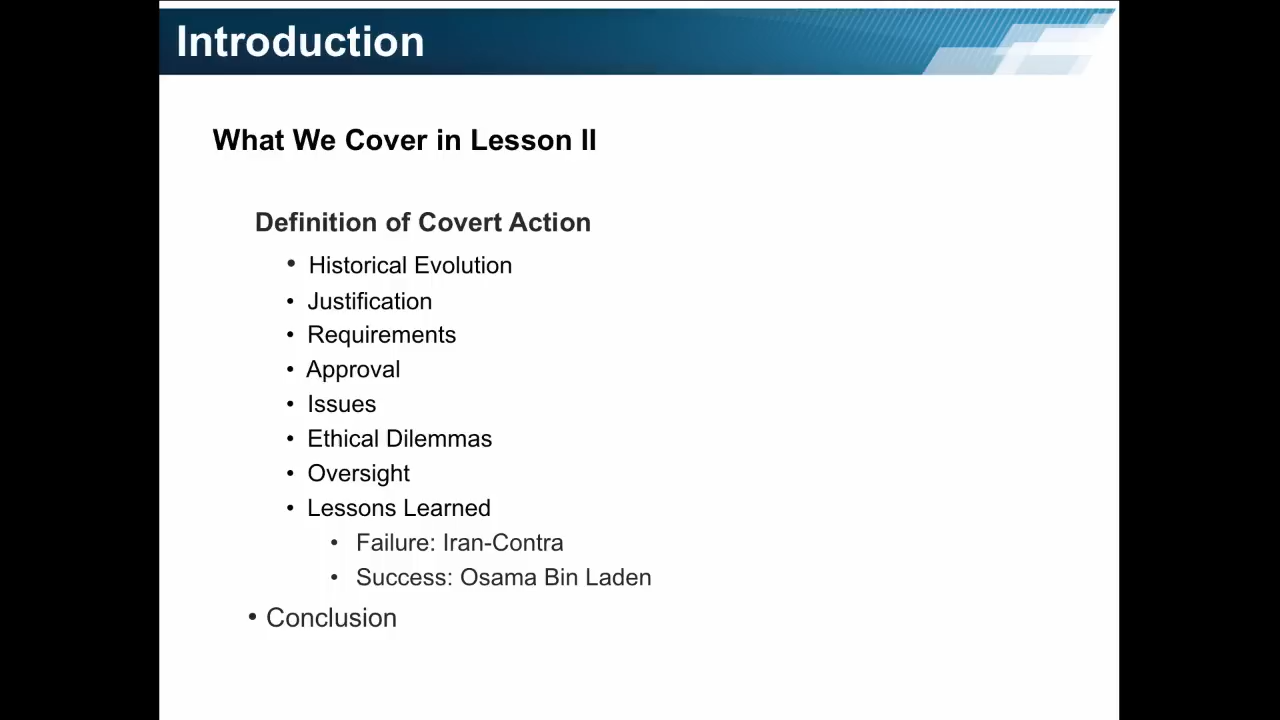 Introduction
What We Cover in Lesson II
Definition of Covert Action
• Historical Evolution
• Justification
• Requirements
• Approval
• Issues
• Ethical Dilemmas
• Oversight
• Lessons Learned
• Failure: Iran-Contra
• Success: Osama Bin Laden
• Conclusion